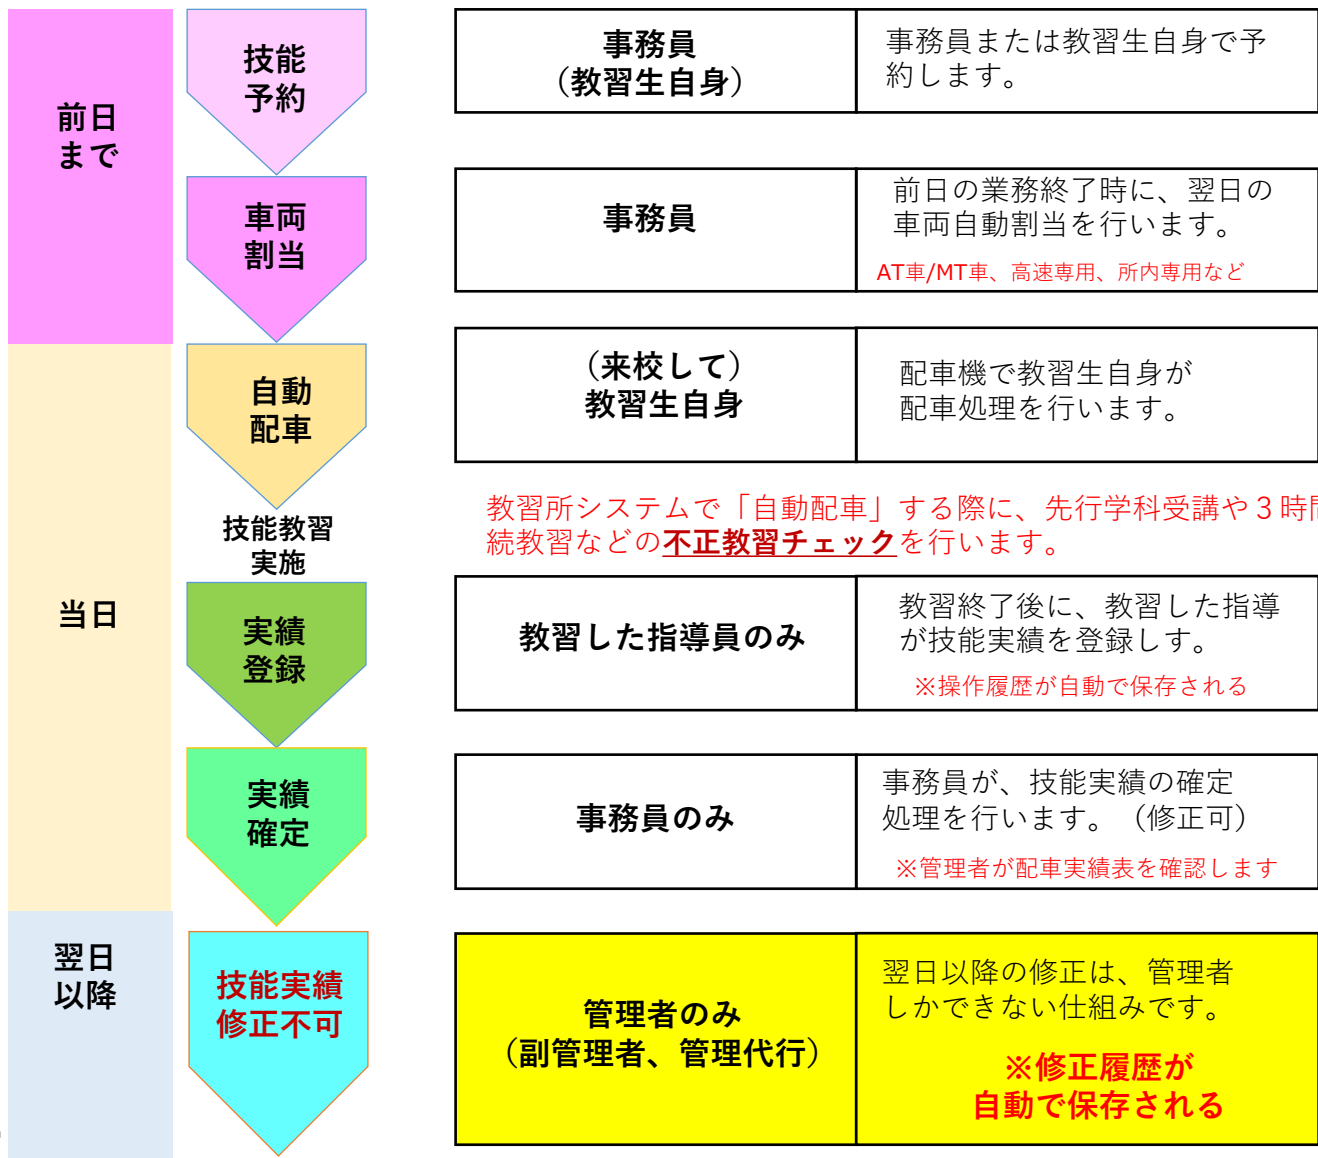 前日
まで
技能
予約
事務員
（教習生自身）
事務員または教習生自身で予
約します。
車両
割当
事務員
前日の業務終了時に、翌日の
車両自動割当を行います。
AT車/MT車、高速専用、所内専用など
当日
自動
配車
（来校して）
教習生自身
配車機で教習生自身が
配車処理を行います。
技能教習
実施
教習所システムで「自動配車」する際に、先行学科受講や３時間
続教習などの不正教習チェックを行います。
実績
登録
教習した指導員のみ
教習終了後に、教習した指導
が技能実績を登録しす。
※操作履歴が自動で保存される
実績
確定
事務員のみ
事務員が、技能実績の確定
処理を行います。（修正可）
※管理者が配車実績表を確認します
翌日
以降
技能実績
修正不可
管理者のみ
（副管理者、管理代行）
翌日以降の修正は、管理者
しかできない仕組みです。
※修正履歴が
自動で保存される